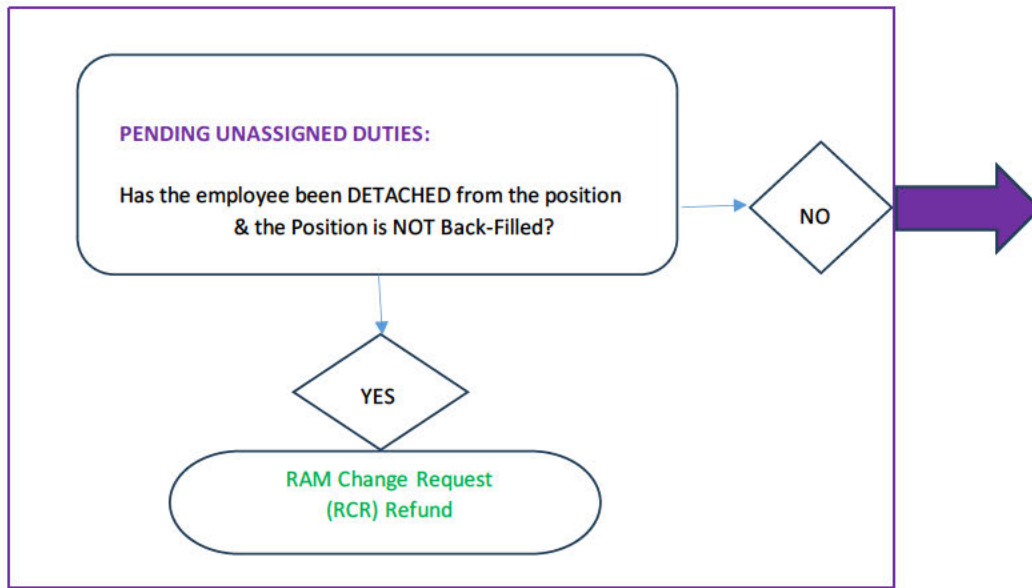 PENDING UNASSIGNED DUTIES:
Has the employee been DETACHED from the position
& the Position is NOT Back-Filled?
NO
YES
RAM Change Request
(RCR) Refund